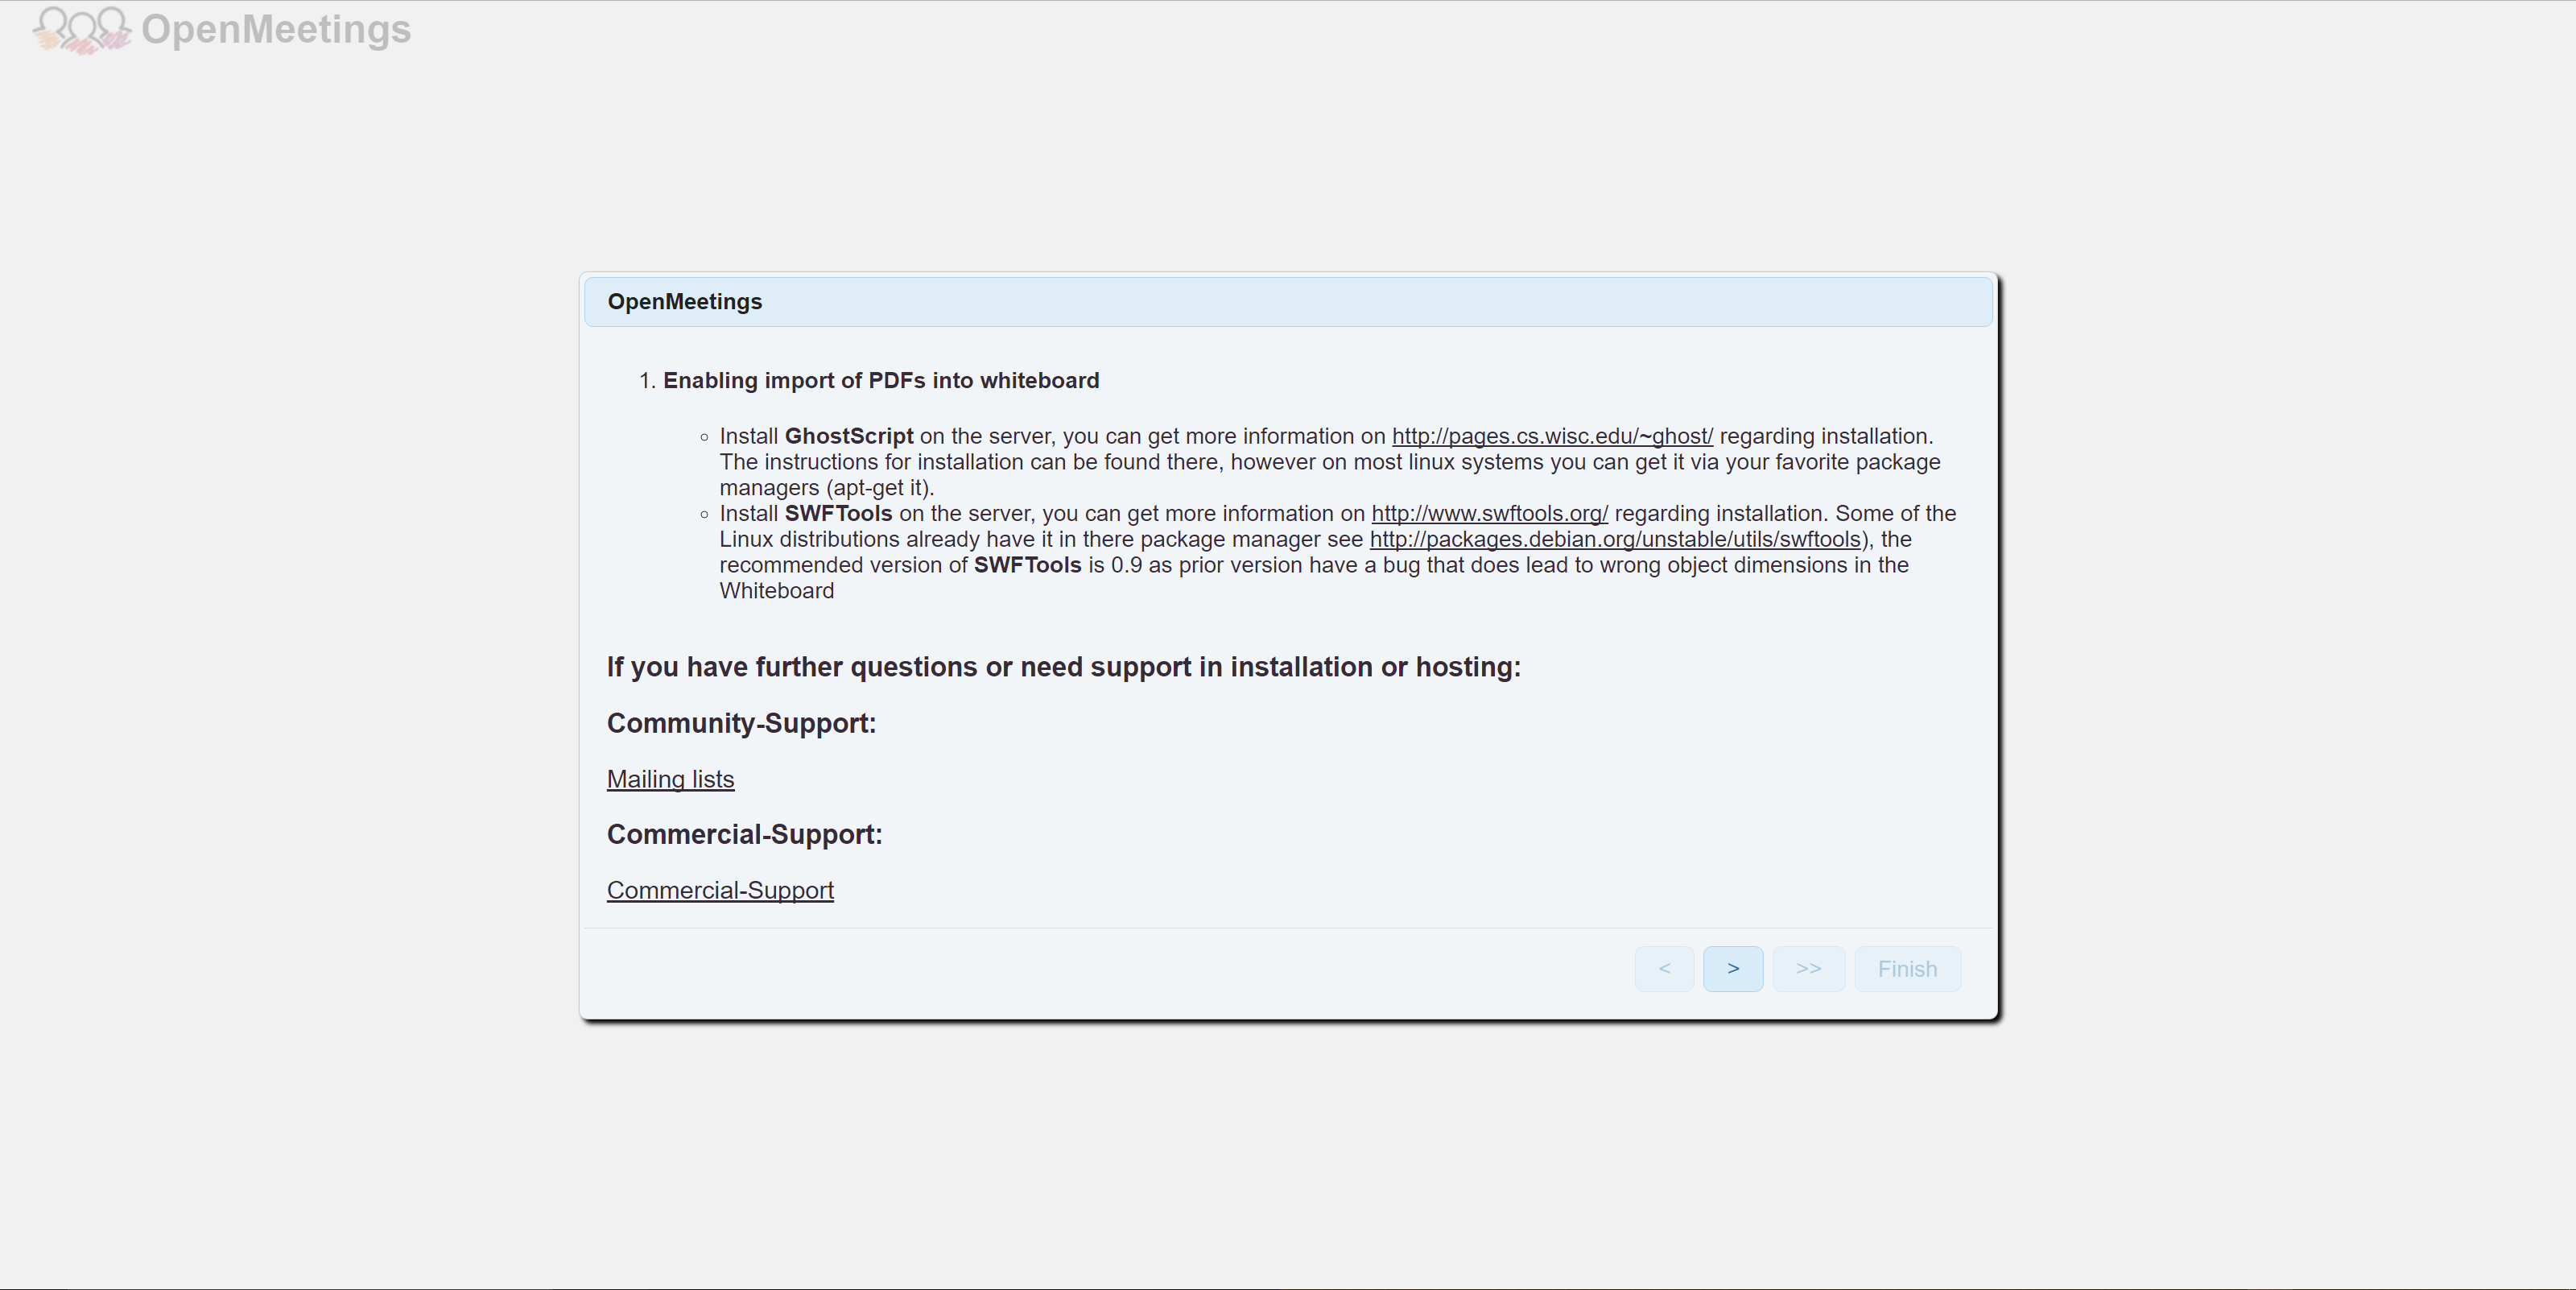 OpenMeetings
OpenMeetings
1. Enabling import of PDFs into whiteboard
Install GhostScript on the server, you can get more information on http://pages.cs.wisc.edu/~ghost/ regarding installation.
The instructions for installation can be found there, however on most linux systems you can get it via your favorite package
managers (apt-get it).
Install SWFTools on the server, you can get more information on http://www.swftools.org/ regarding installation. Some of the
Linux distributions already have it in there package manager see http://packages.debian.org/unstable/utils/swftools), the
recommended version of SWFTools is 0.9 as prior version have a bug that does lead to wrong object dimensions in the
Whiteboard
If you have further questions or need support in installation or hosting:
Community-Support:
Mailing lists
Commercial-Support:
Commercial-Support
< > >> Finish